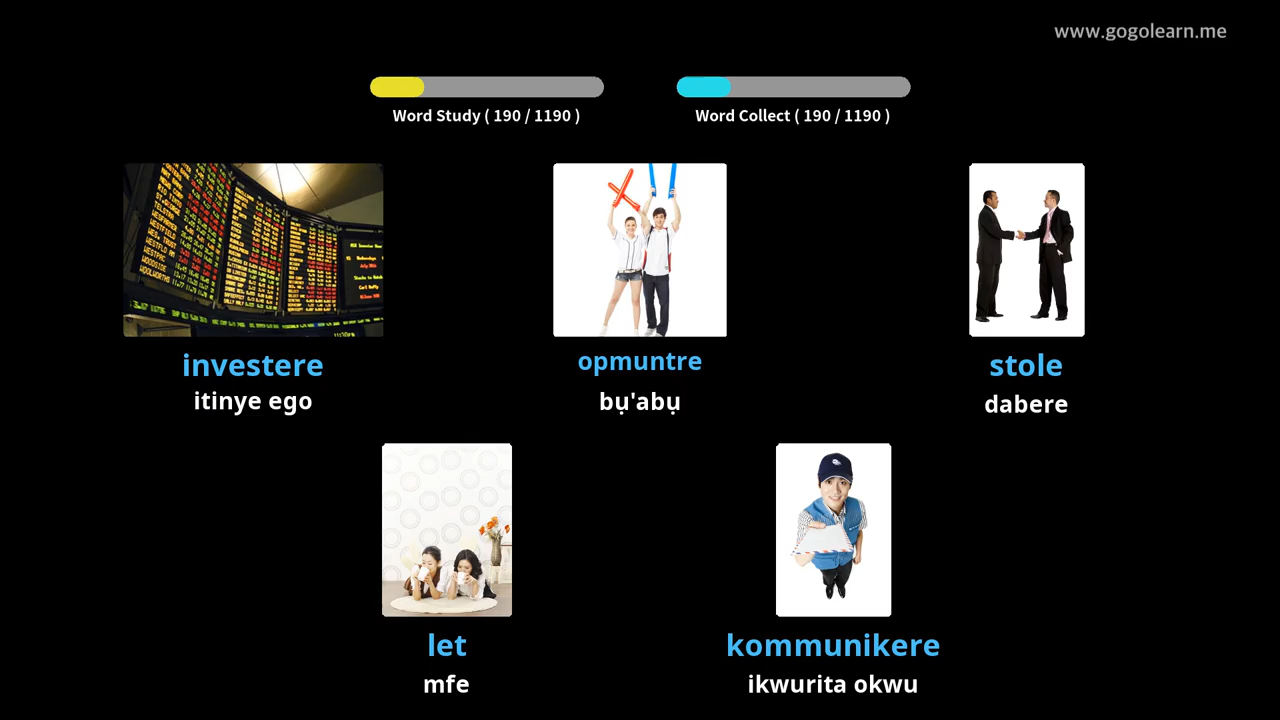 www.gogolearn.me
Word Study ( 190 / 1190 )
Word Collect ( 190 / 1190 )
investere
itinye ego
opmuntre
bụ'abụ
stole
dabere
let
mfe
kommunikere
ikwurita okwu